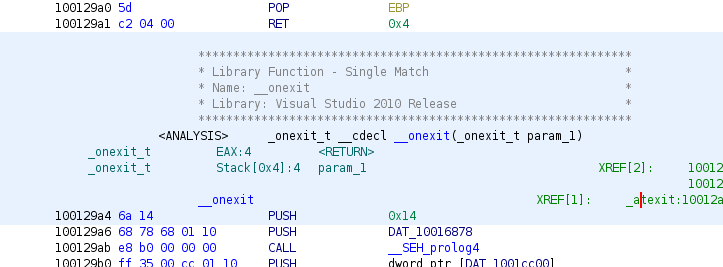 100129a0 5d POP EBP
100129a1 c2 04 00 RET 0x4
**************************************************************
* Library Function - Single Match *
* Name: __onexit *
* Library: Visual Studio 2010 Release *
**************************************************************
<ANALYSIS> _onexit_t __cdecl __onexit(_onexit_t param_1)
_onexit_t EAX:4 <RETURN>
_onexit_t Stack[0x4]:4 param_1 XREF[2]: 10012
10012
__onexit XREF[1]: _atexit:10012a
100129a4 6a 14 PUSH 0x14
100129a6 68 78 68 01 10 PUSH DAT_10016878
100129ab e8 b0 00 00 00 CALL __SEH_prolog4
100129b0 ff 35 00 cc 01 10 PUSH dword ptr [DAT_1001cc00]